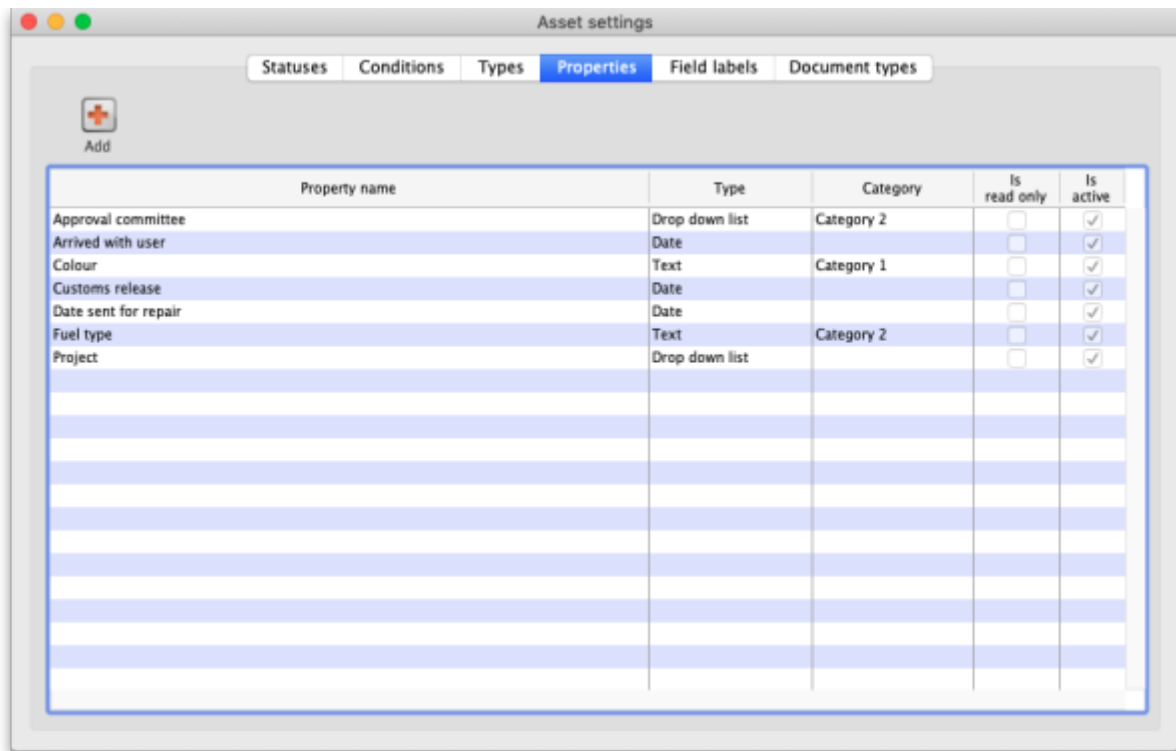 Asset settings
Statuses Conditions Types Properties Field labels Document types
Add
Property name Type Category Is read only Is active
Approval committee Drop down list Category 2
Arrived with user Date
Colour Text Category 1
Customs release Date
Date sent for repair Date
Fuel type Text Category 2
Project Drop down list